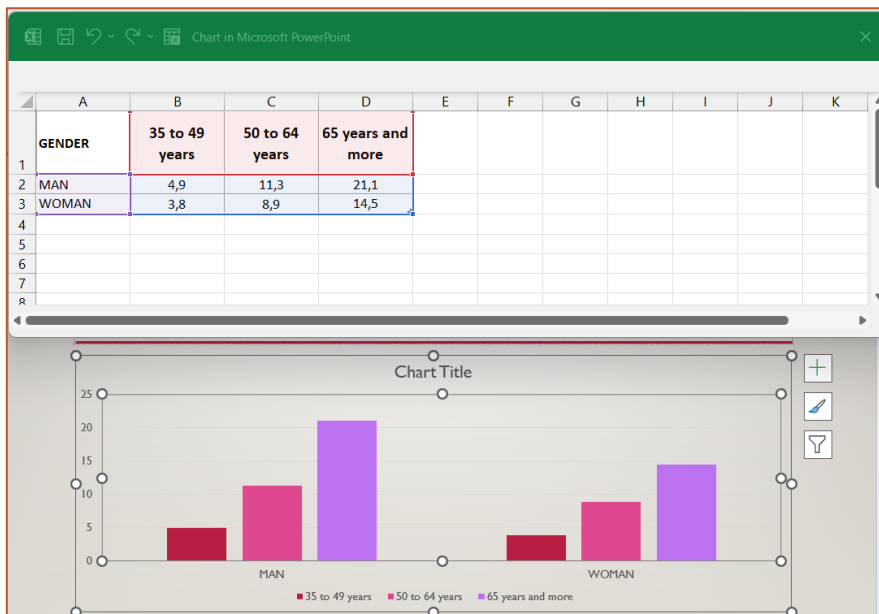 Chart in Microsoft PowerPoint
A B C D E F G H I J K
1 GENDER 35 to 49 years 50 to 64 years 65 years and more
2 MAN 4,9 11,3 21,1
3 WOMAN 3,8 8,9 14,5
4
5
6
7
8
Chart Title
25
20
15
10
5
0
MAN WOMAN
35 to 49 years 50 to 64 years 65 years and more